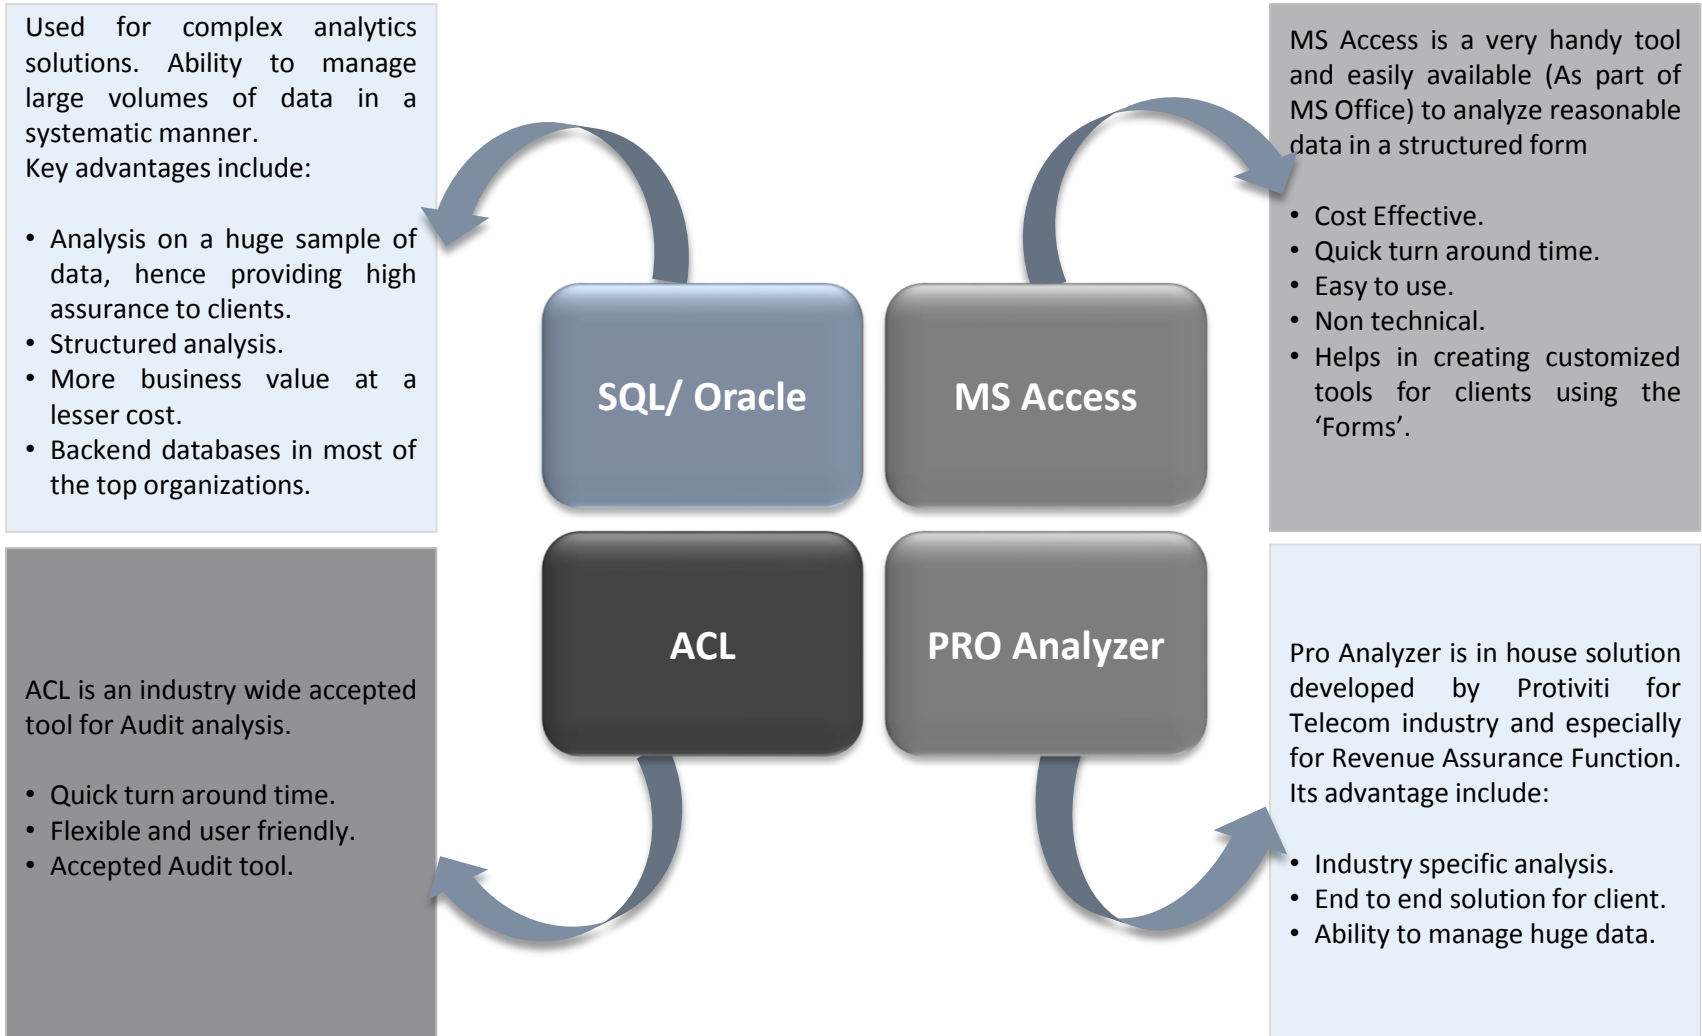 Used for complex analytics
solutions. Ability to manage
large volumes of data in a
systematic manner.
Key advantages include:
• Analysis on a huge sample of
data, hence providing high
assurance to clients.
• Structured analysis.
• More business value at a
lesser cost.
• Backend databases in most of
the top organizations.
SQL/ Oracle
MS Access
MS Access is a very handy tool
and easily available (As part of
MS Office) to analyze reasonable
data in a structured form
• Cost Effective.
• Quick turn around time.
• Easy to use.
• Non technical.
• Helps in creating customized
tools for clients using the
‘Forms’.
ACL is an industry wide accepted
tool for Audit analysis.
• Quick turn around time.
• Flexible and user friendly.
• Accepted Audit tool.
ACL
PRO Analyzer
Pro Analyzer is in house solution
developed by Protiviti for
Telecom industry and especially
for Revenue Assurance Function.
Its advantage include:
• Industry specific analysis.
• End to end solution for client.
• Ability to manage huge data.